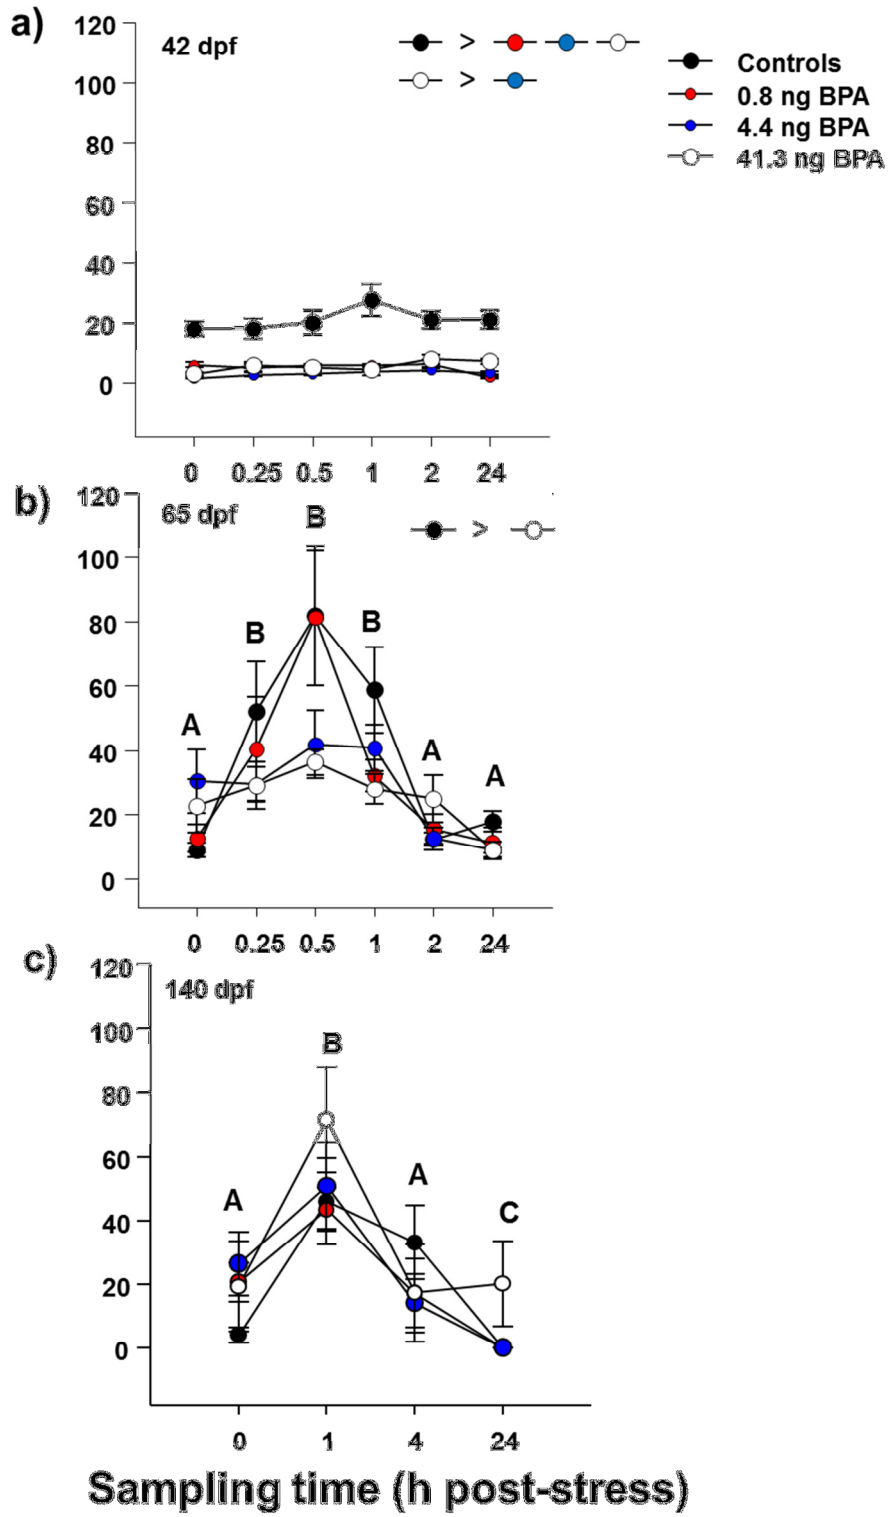 a)
42 dpf
>
>
Controls
0.8 ng BPA
4.4 ng BPA
41.3 ng BPA
120
100
80
60
40
20
0
0 0.25 0.5 1 2 24
b)
65 dpf
>
120
100
80
60
40
20
0
A B B B A A
0 0.25 0.5 1 2 24
c)
140 dpf
120
100
80
60
40
20
0
A B A C
0 1 4 24
Sampling time (h post-stress)